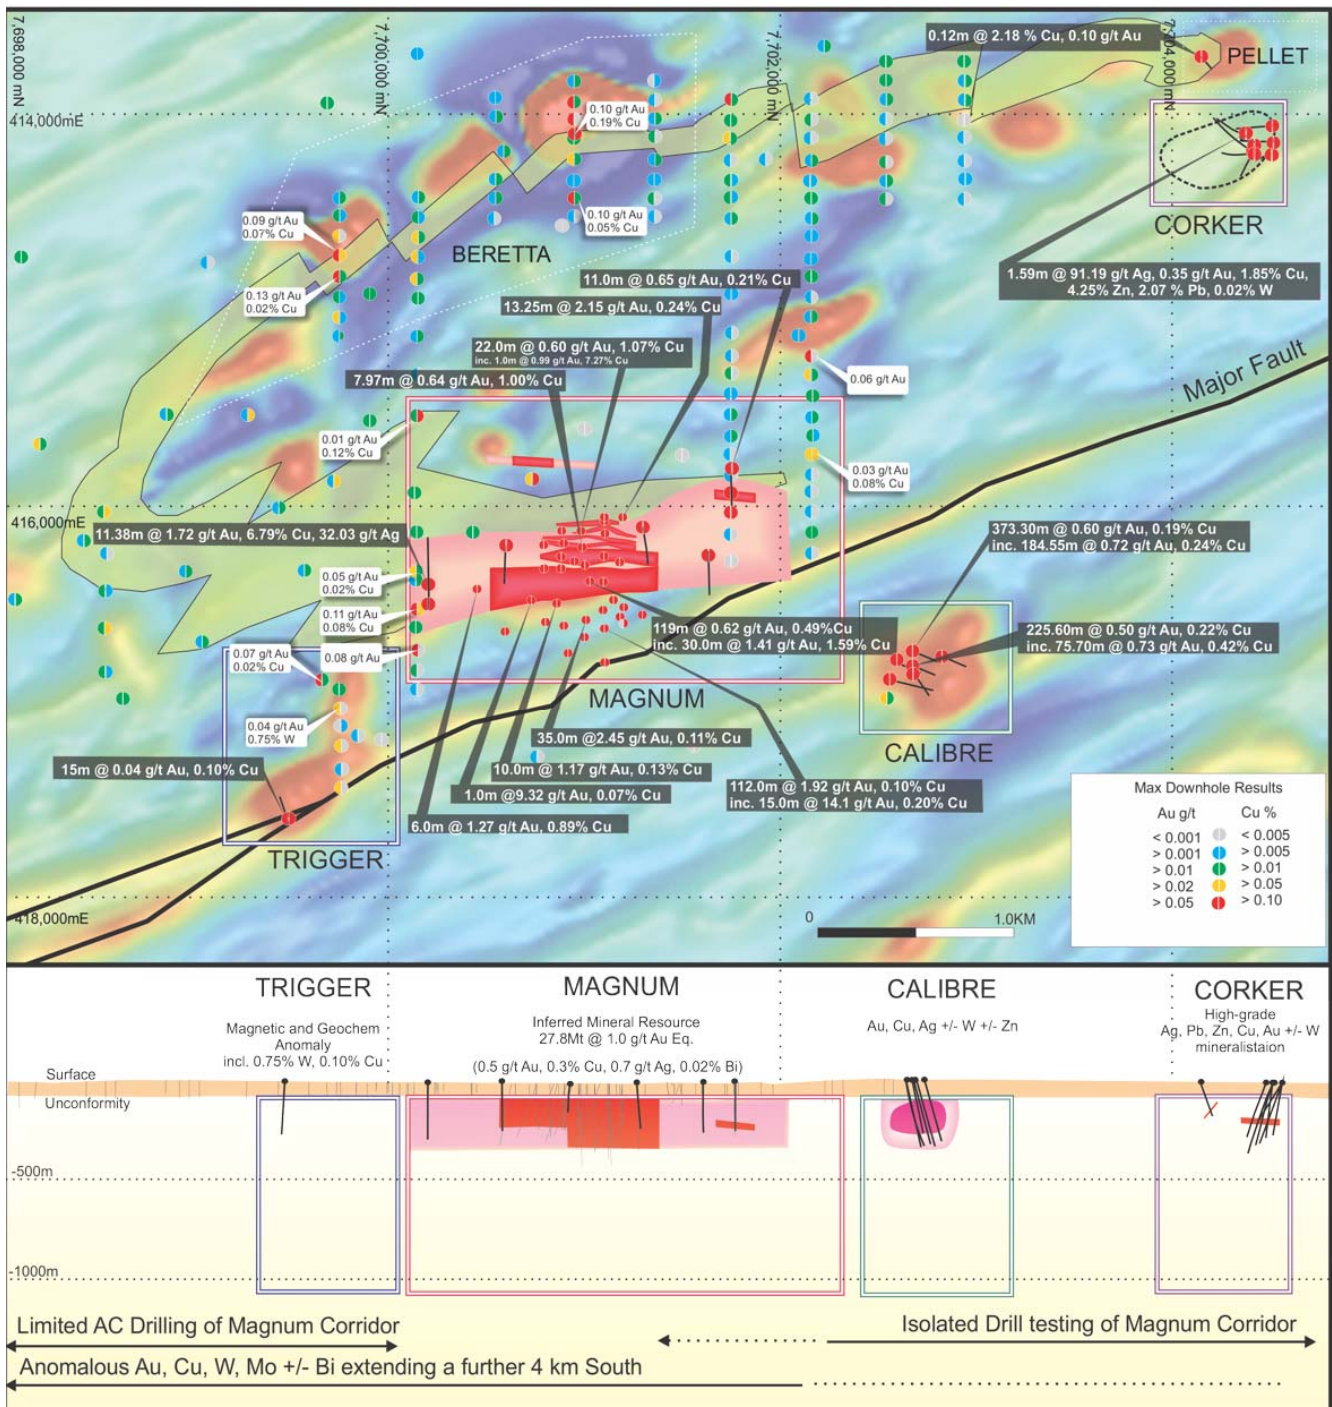 7,698,000 mN
7,700,000 mN
7,702,000 mN
7,704,000 mN
0.12m @ 2.18 % Cu, 0.10 g/t Au
PELLET
414,000mE
0.10 g/t Au
0.19% Cu
CORKER
0.09 g/t Au
0.07% Cu
0.10 g/t Au
0.05% Cu
BERETTA
1.59m @ 91.19 g/t Ag, 0.35 g/t Au, 1.85% Cu,
4.25% Zn, 2.07 % Pb, 0.02% W
11.0m @ 0.65 g/t Au, 0.21% Cu
0.13 g/t Au
0.02% Cu
13.25m @ 2.15 g/t Au, 0.24% Cu
22.0m @ 0.60 g/t Au, 1.07% Cu
inc. 1.0m @ 0.99 g/t Au, 7.27% Cu
7.97m @ 0.64 g/t Au, 1.00% Cu
0.06 g/t Au
Major Fault
0.01 g/t Au
0.12% Cu
0.03 g/t Au
0.08% Cu
416,000mE
11.38m @ 1.72 g/t Au, 6.79% Cu, 32.03 g/t Ag
373.30m @ 0.60 g/t Au, 0.19% Cu
inc. 184.55m @ 0.72 g/t Au, 0.24% Cu
0.05 g/t Au
0.02% Cu
0.11 g/t Au
0.08% Cu
119m @ 0.62 g/t Au, 0.49%Cu
inc. 30.0m @ 1.41 g/t Au, 1.59% Cu
225.60m @ 0.50 g/t Au, 0.22% Cu
inc. 75.70m @ 0.73 g/t Au, 0.42% Cu
0.07 g/t Au
0.02% Cu
0.08 g/t Au
MAGNUM
0.04 g/t Au
0.75% W
35.0m @2.45 g/t Au, 0.11% Cu
CALIBRE
15m @ 0.04 g/t Au, 0.10% Cu
10.0m @ 1.17 g/t Au, 0.13% Cu
112.0m @ 1.92 g/t Au, 0.10% Cu
inc. 15.0m @ 14.1 g/t Au, 0.20% Cu
1.0m @9.32 g/t Au, 0.07% Cu
6.0m @ 1.27 g/t Au, 0.89% Cu
TRIGGER
Max Downhole Results
Au g/t Cu %
< 0.001 < 0.005
> 0.001 > 0.005
> 0.01 > 0.01
> 0.02 > 0.05
> 0.05 > 0.10
418,000mE
0 1.0KM
TRIGGER
Magnetic and Geochem
Anomaly
incl. 0.75% W, 0.10% Cu
MAGNUM
Inferred Mineral Resource
27.8Mt @ 1.0 g/t Au Eq.
(0.5 g/t Au, 0.3% Cu, 0.7 g/t Ag, 0.02% Bi)
CALIBRE
Au, Cu, Ag +/- W +/- Zn
CORKER
High-grade
Ag, Pb, Zn, Cu, Au +/- W
mineralistaion
Surface
Unconformity
-500m
-1000m
Limited AC Drilling of Magnum Corridor
Isolated Drill testing of Magnum Corridor
Anomalous Au, Cu, W, Mo +/- Bi extending a further 4 km South